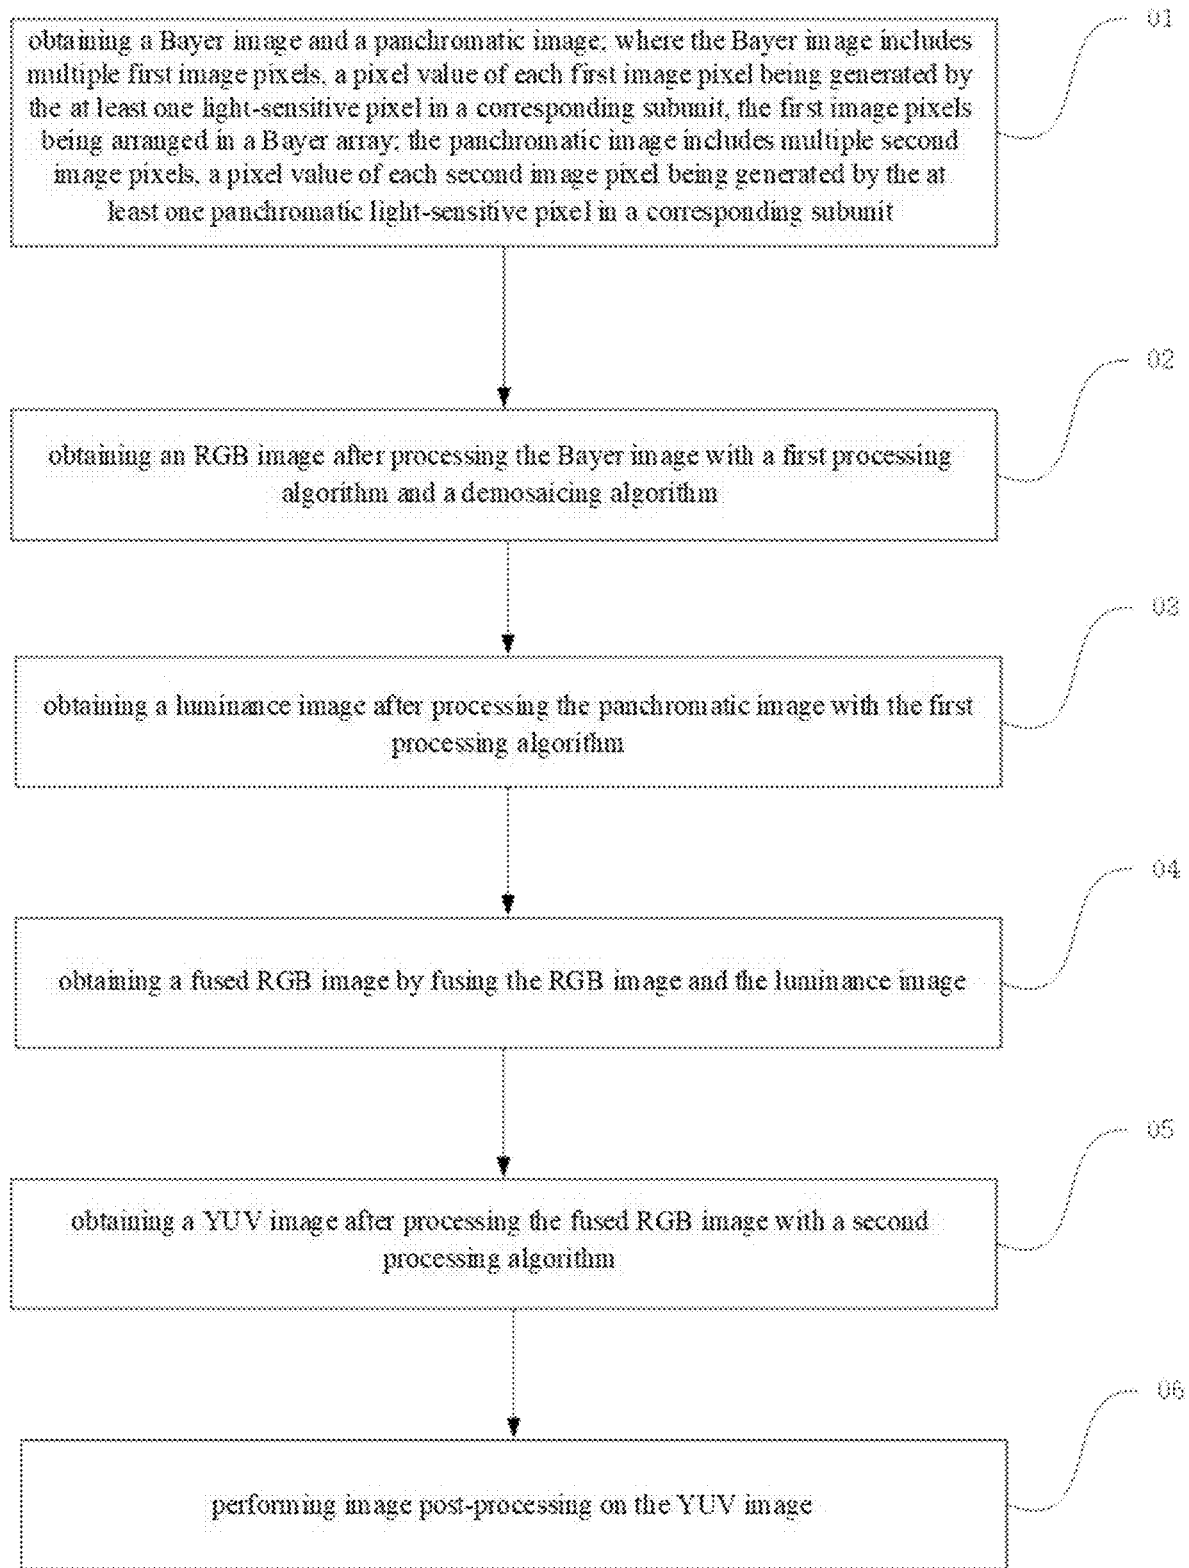 01
obtaining a Bayer image and a panchromatic image; where the Bayer image includes
multiple first image pixels, a pixel value of each first image pixel being generated by
the at least one light-sensitive pixel in a corresponding subunit, the first image pixels
being arranged in a Bayer array; the panchromatic image includes multiple second
image pixels, a pixel value of each second image pixel being generated by the at
least one panchromatic light-sensitive pixel in a corresponding subunit
02
obtaining an RGB image after processing the Bayer image with a first processing
algorithm and a demosaicing algorithm
03
obtaining a luminance image after processing the panchromatic image with the first
processing algorithm
04
obtaining a fused RGB image by fusing the RGB image and the luminance image
05
obtaining a YUV image after processing the fused RGB image with a second
processing algorithm
06
performing image post-processing on the YUV image